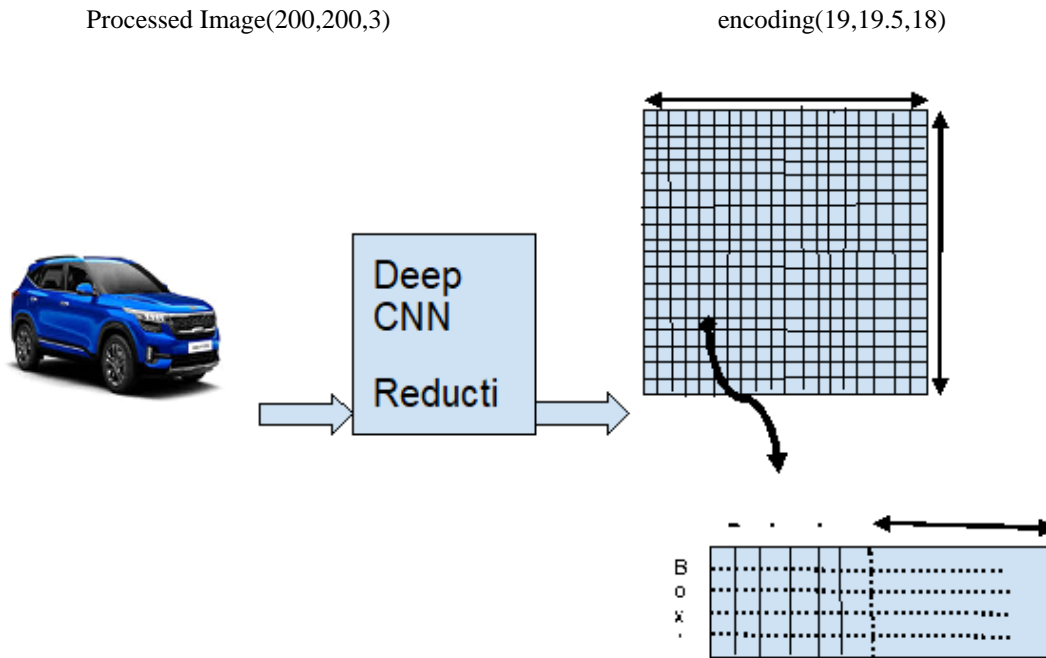 Processed Image(200,200,3)
encoding(19,19.5,18)
Deep
CNN
Reducti
B
o
x